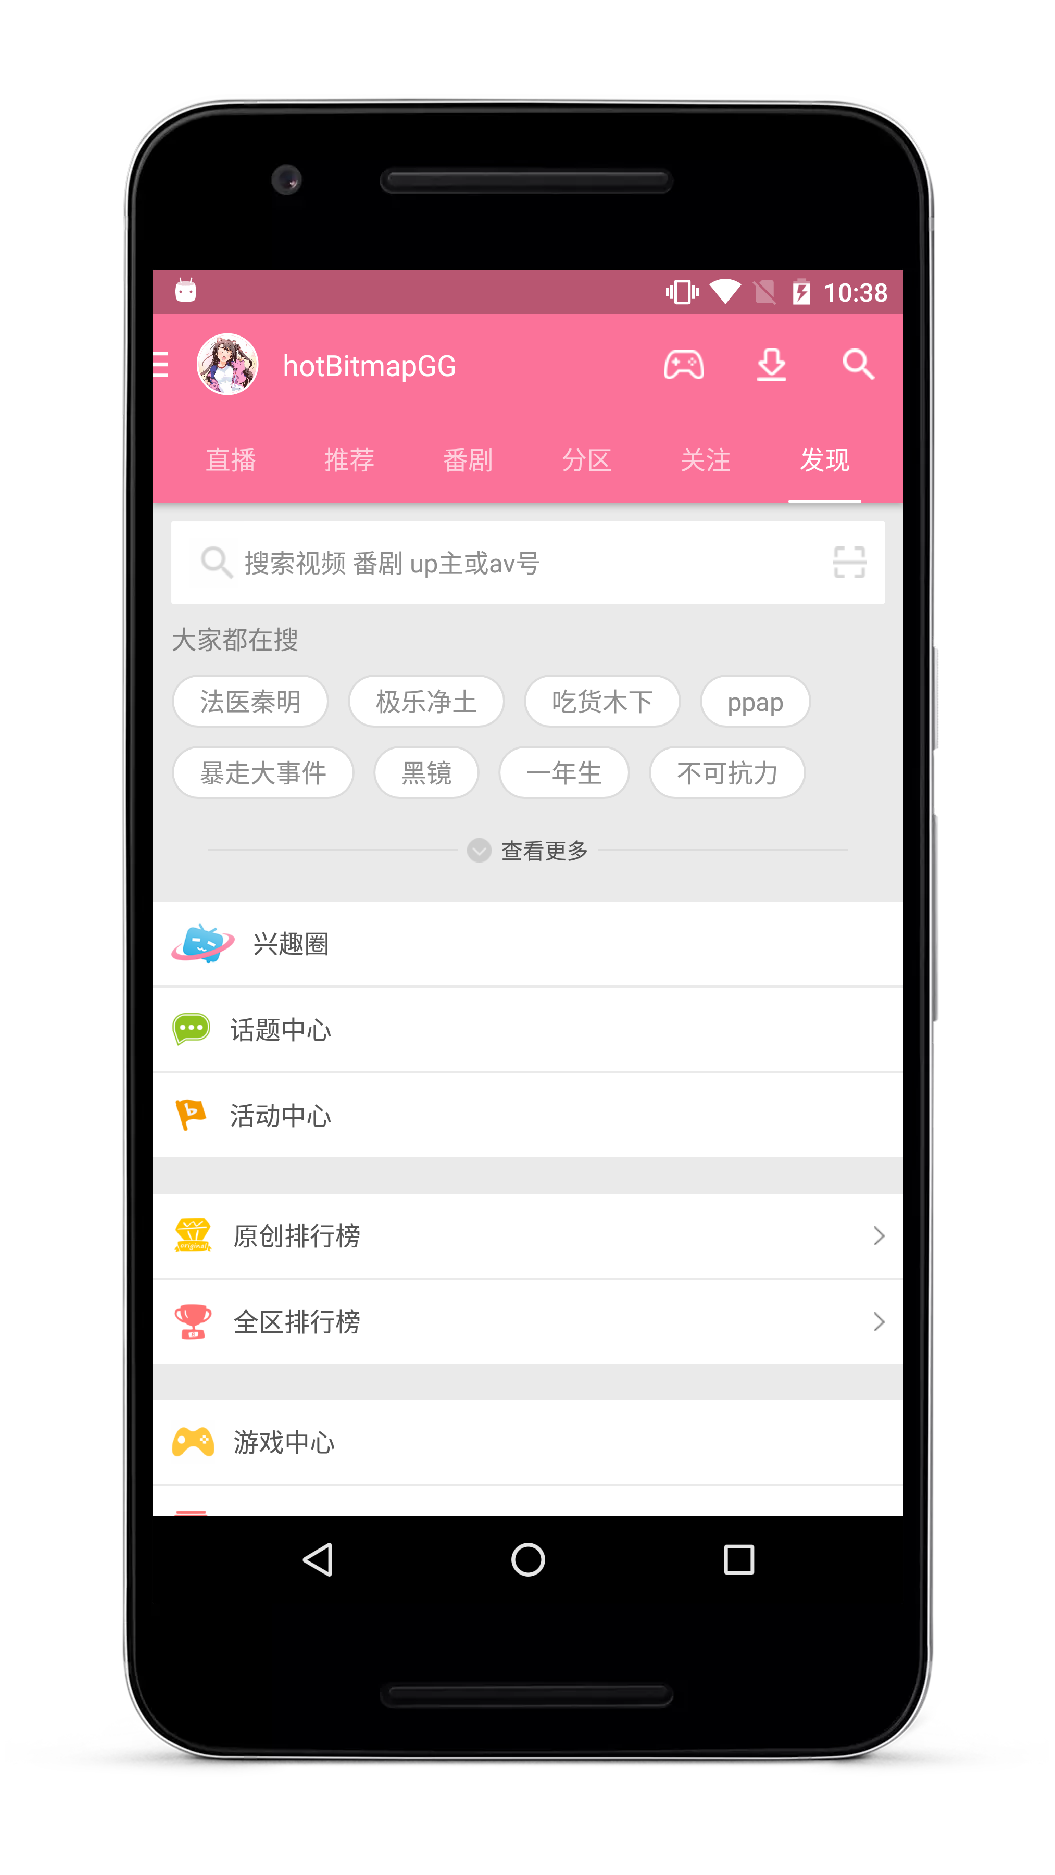 10:38
hotBitmapGG
直播 推荐 番剧 分区 关注 发现
搜索视频 番剧 up主或av号
大家都在搜
法医秦明 极乐净土 吃货木下 ppap
暴走大事件 黑镜 一年生 不可抗力
查看更多
兴趣圈
话题中心
活动中心
原创排行榜
全区排行榜
游戏中心